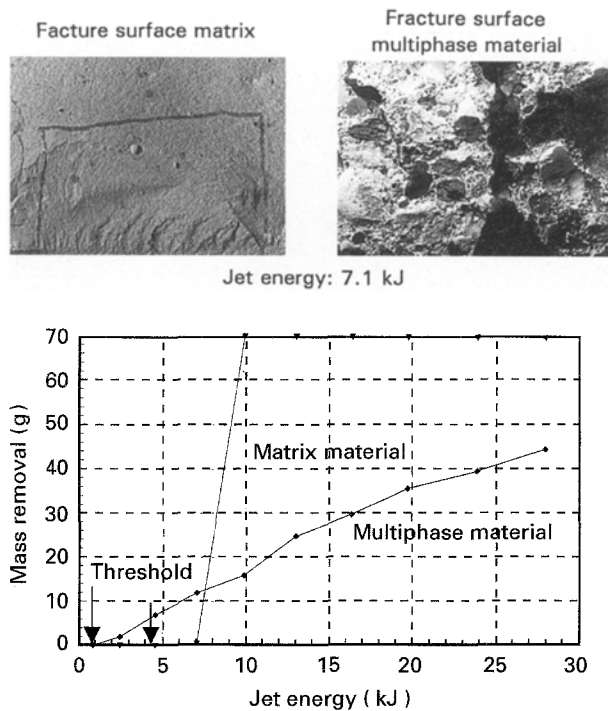 Facture surface matrix
Fracture surface
multiphase material
Jet energy: 7.1 kJ
70
60
50
40
30
20
10
0
Mass removal (g)
Matrix material
Multiphase material
Threshold
0 5 10 15 20 25 30
Jet energy ( kJ )